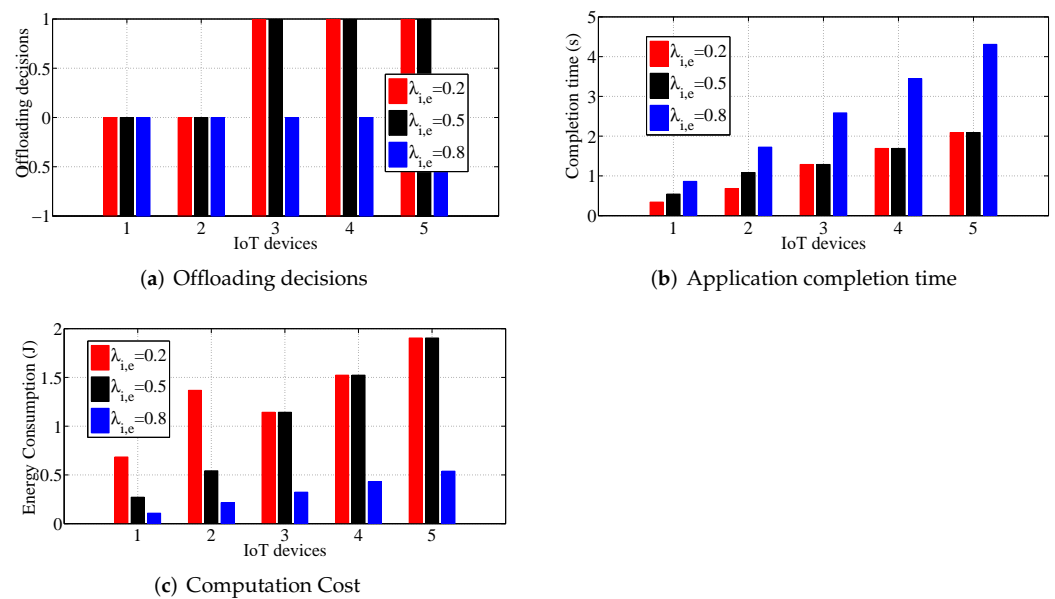 Offloading decisions
1
0.5
0
0.5
−1
λi,e=0.2
λi,e=0.5
λi,e=0.8
1 2 3 4 5
IoT devices
(a) Offloading decisions
Completion time (s)
5
4
3
2
1
0
λi,e=0.2
λi,e=0.5
λi,e=0.8
1 2 3 4 5
IoT devices
(b) Application completion time
Energy Consumption (J)
2
1.5
1
0.5
0
λi,e=0.2
λi,e=0.5
λi,e=0.8
1 2 3 4 5
IoT devices
(c) Computation Cost